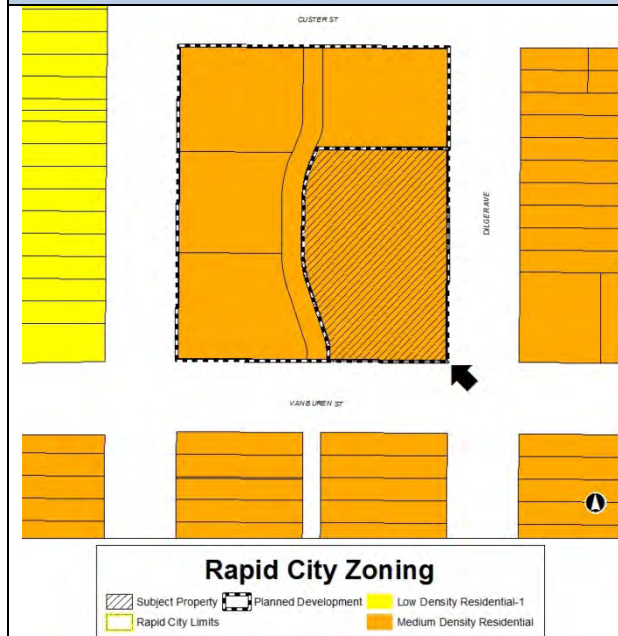 CUSTER ST
DILGER AVE
VAN BUREN ST
Rapid City Zoning
Subject Property
Planned Development
Low Density Residential-1
Rapid City Limits
Medium Density Residential